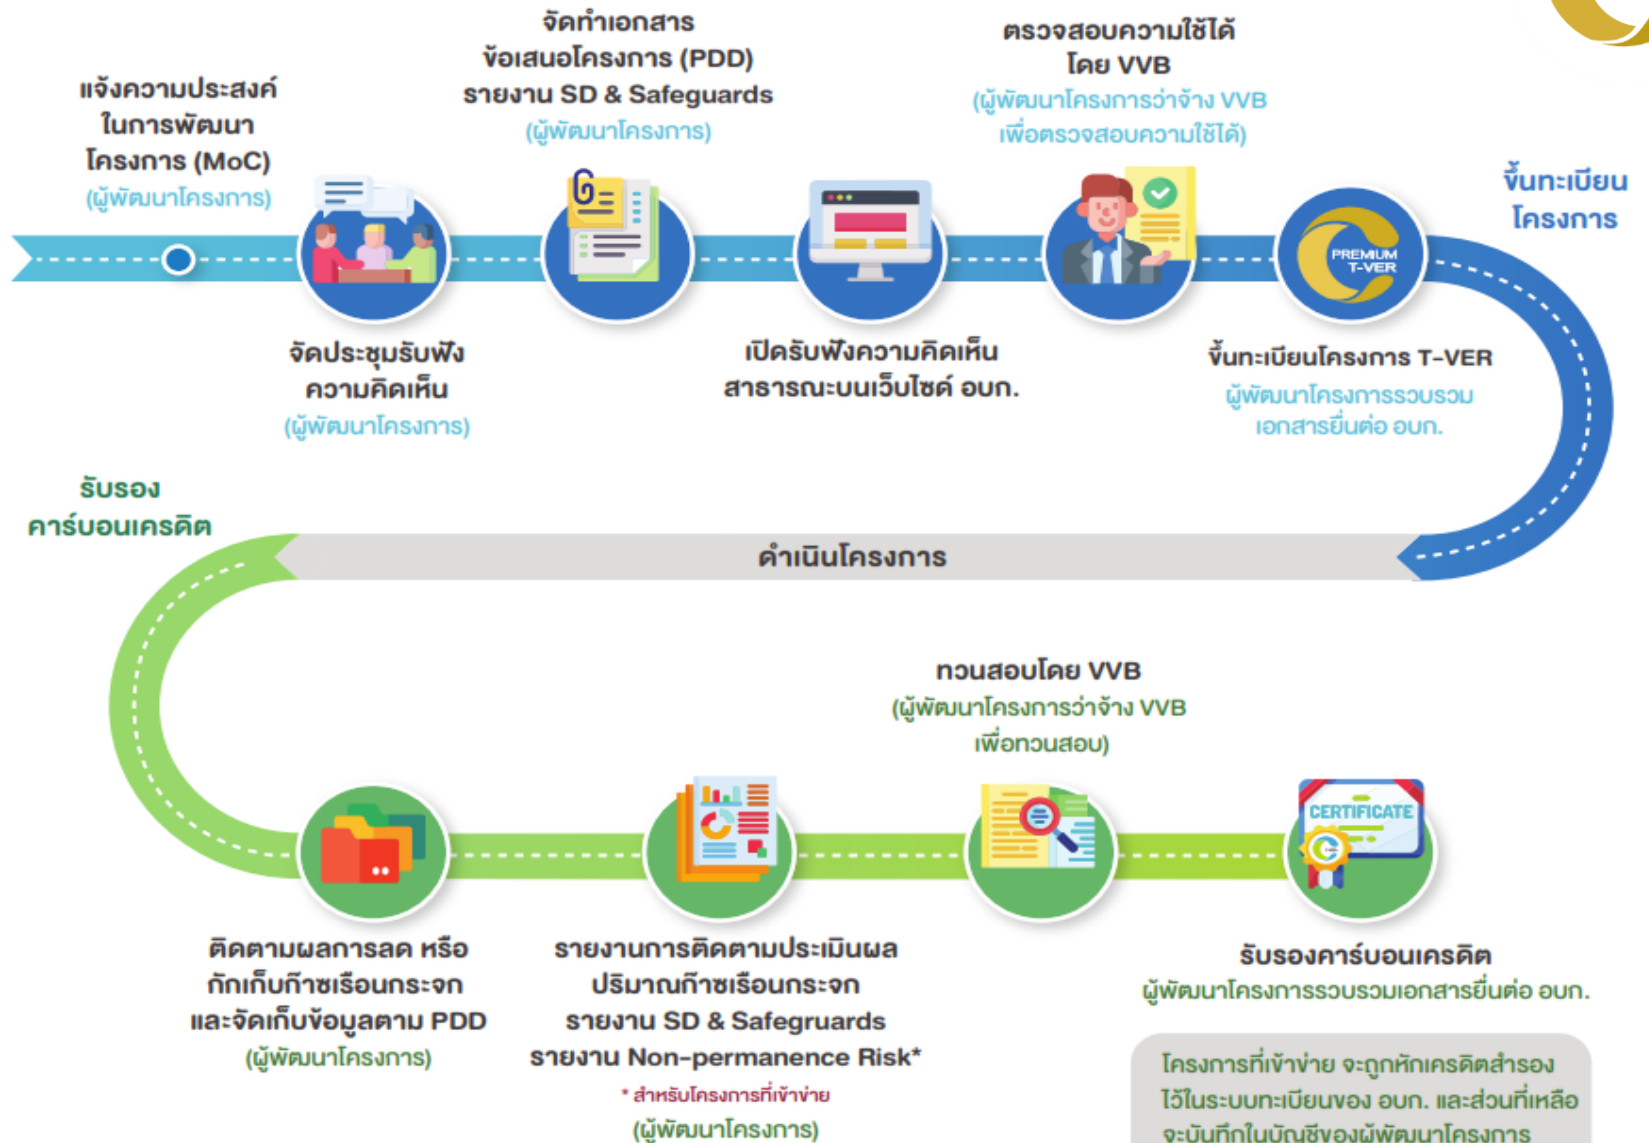 แจ้งความประสงค์
ในการพัฒนา
โครงการ (MoC)
(ผู้พัฒนาโครงการ)
จัดประชุมรับฟัง
ความคิดเห็น
(ผู้พัฒนาโครงการ)
จัดทำเอกสาร
ข้อเสนอโครงการ (PDD)
รายงาน SD & Safeguards
(ผู้พัฒนาโครงการ)
เปิดรับฟังความคิดเห็น
สาธารณะบนเว็บไซต์ อบก.
ตรวจสอบความใช้ได้
โดย VVB
(ผู้พัฒนาโครงการว่าจ้าง VVB
เพื่อตรวจสอบความใช้ได้)
PREMIUM
T-VER
ขึ้นทะเบียนโครงการ T-VER
ผู้พัฒนาโครงการรวบรวม
เอกสารยื่นต่อ อบก.
ขึ้นทะเบียน
โครงการ
ดำเนินโครงการ
รับรอง
คาร์บอนเครดิต
ติดตามผลการลด หรือ
กักเก็บก๊าซเรือนกระจก
และจัดเก็บข้อมูลตาม PDD
(ผู้พัฒนาโครงการ)
รายงานการติดตามประเมินผล
ปริมาณก๊าซเรือนกระจก
รายงาน SD & Safegruards
รายงาน Non-permanence Risk*
* สำหรับโครงการที่เข้าข่าย
(ผู้พัฒนาโครงการ)
ทวนสอบโดย VVB
(ผู้พัฒนาโครงการว่าจ้าง VVB
เพื่อทวนสอบ)
CERTIFICATE
รับรองคาร์บอนเครดิต
ผู้พัฒนาโครงการรวบรวมเอกสารยื่นต่อ อบก.
โครงการที่เข้าข่าย จะถูกหักเครดิตสำรอง
ไว้ในระบบทะเบียนของ อบก. และส่วนที่เหลือ
จะบันทึกในบัญชีของผู้พัฒนาโครงการ